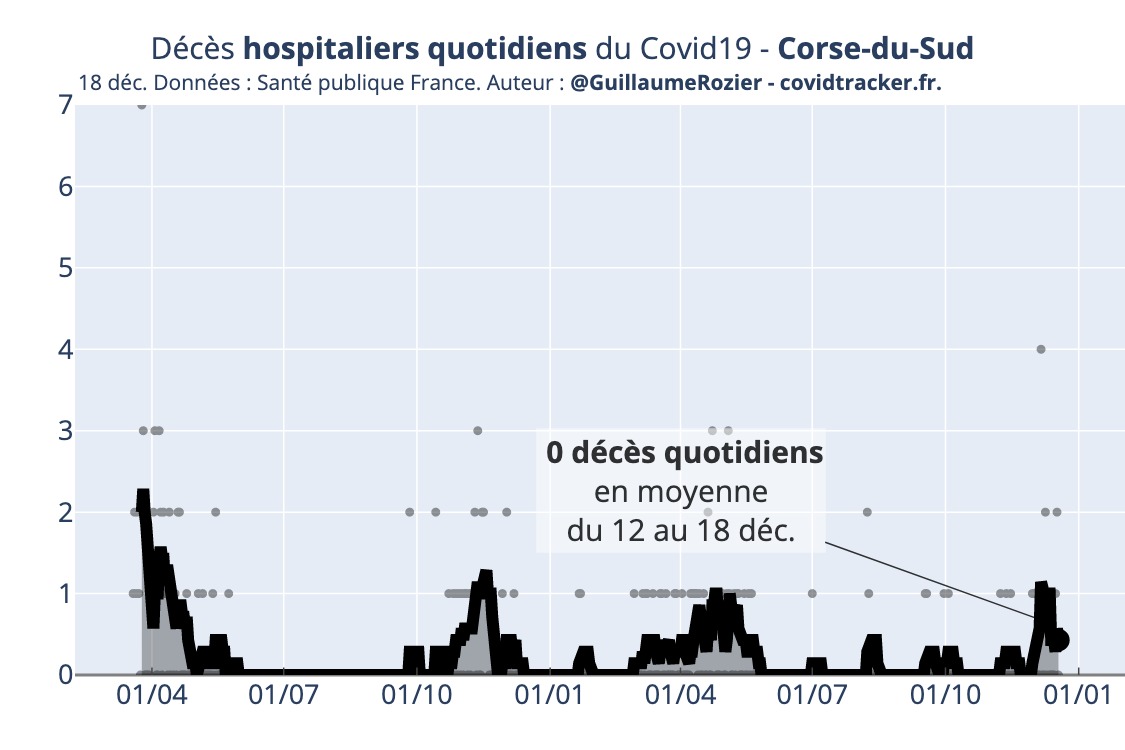 Décès hospitaliers quotidiens du Covid19 - Corse-du-Sud
18 déc. Données : Santé publique France. Auteur : @GuillaumeRozier - covidtracker.fr.
7
6
5
4
3
2
1
0
0 décès quotidiens
en moyenne
du 12 au 18 déc.
01/04 01/07 01/10 01/01 01/04 01/07 01/10 01/01